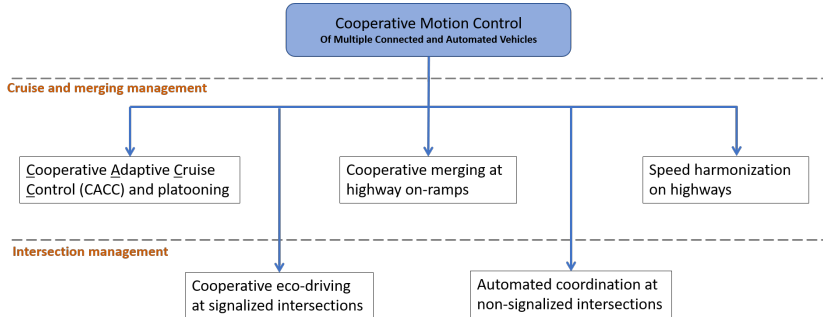 Cooperative Motion Control
Of Multiple Connected and Automated Vehicles
Cruise and merging management
Cooperative Adaptive Cruise
Control (CACC) and platooning
Cooperative merging at
highway on-ramps
Speed harmonization
on highways
Intersection management
Cooperative eco-driving
at signalized intersections
Automated coordination at
non-signalized intersections